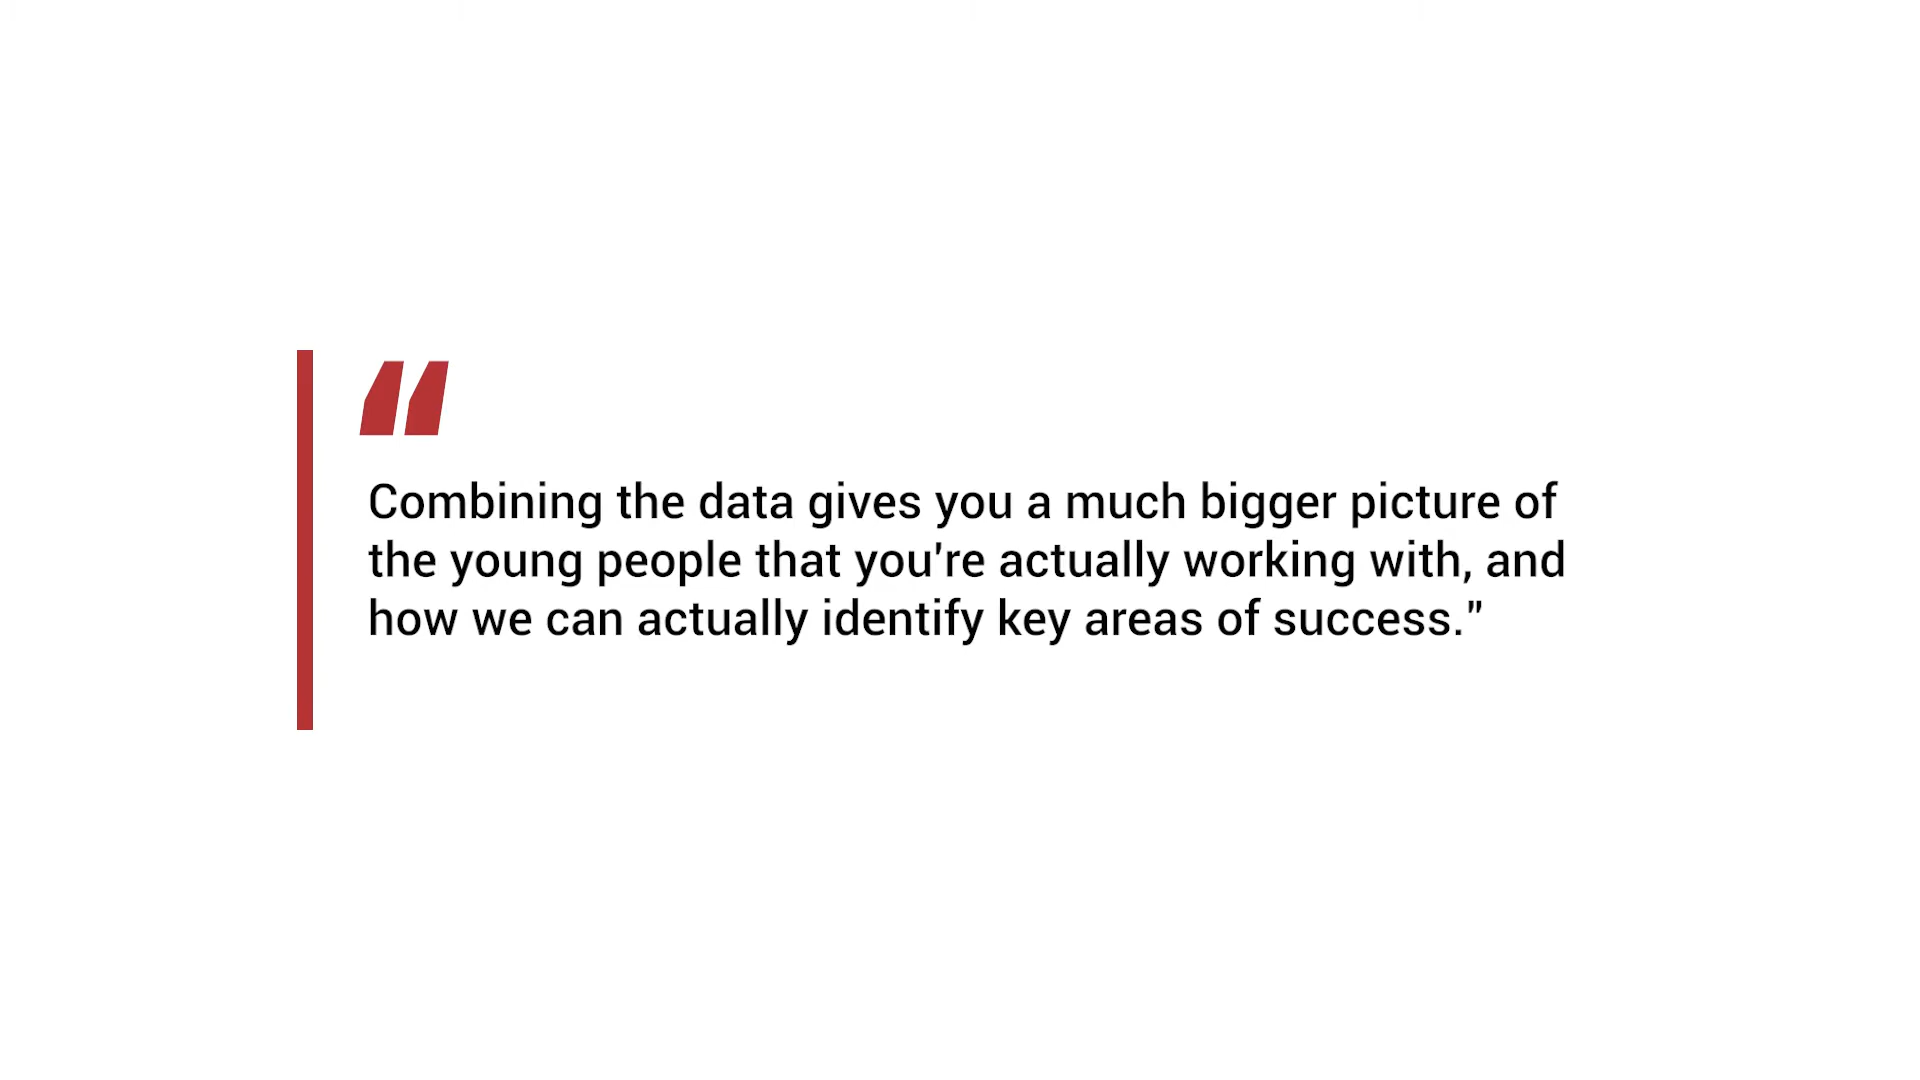 “
Combining the data gives you a much bigger picture of
the young people that you're actually working with, and
how we can actually identify key areas of success."